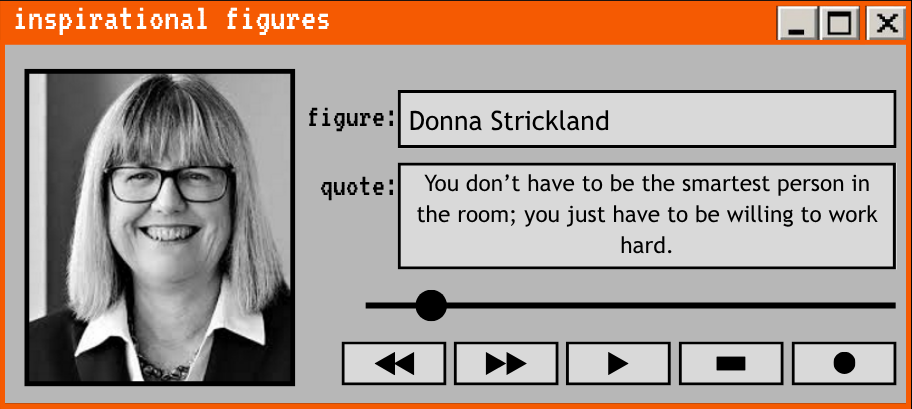 inspirational figures
figure: Donna Strickland
quote: You don’t have to be the smartest person in
the room; you just have to be willing to work
hard.